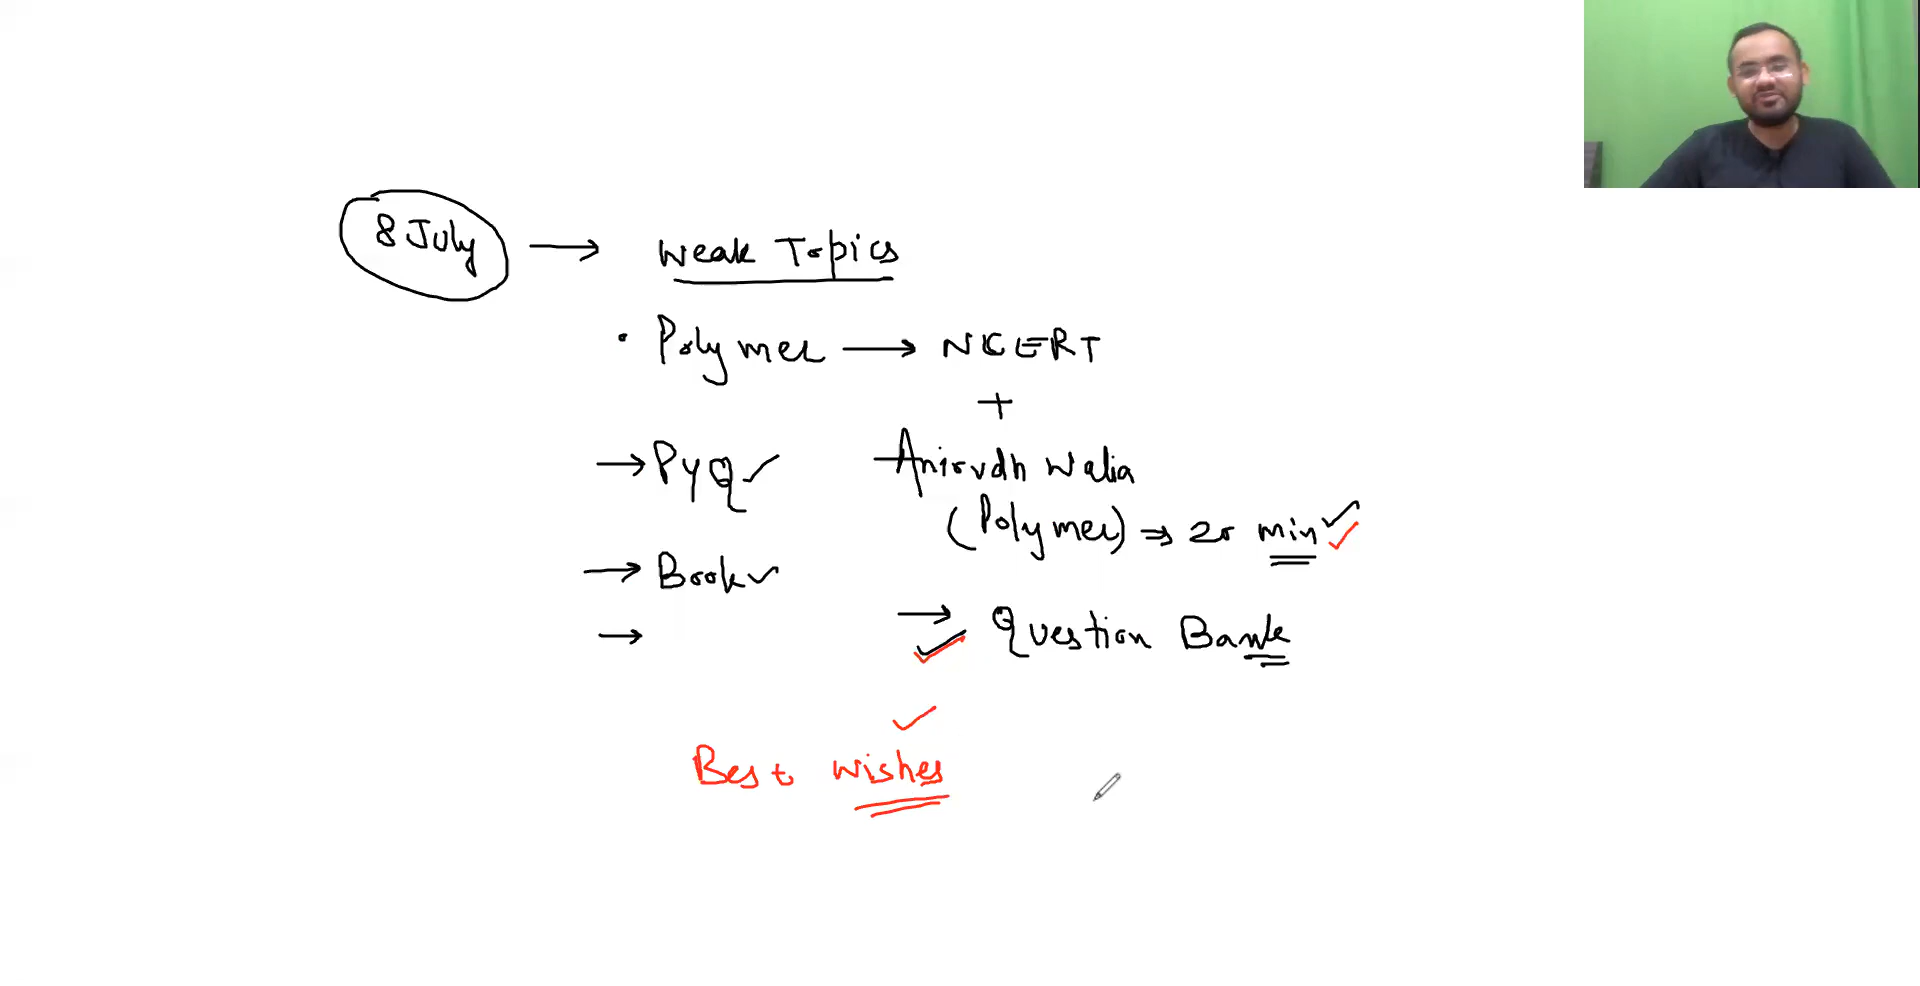 8 July → Weak Topics
• Polymer → NCERT
+
→ PYQ ✓ Anirudh Walia
(Polymer) ⇒ 20 min ✓✓
→ Book ✓
→ → Question Bank
✓✓
✓
Best wishes